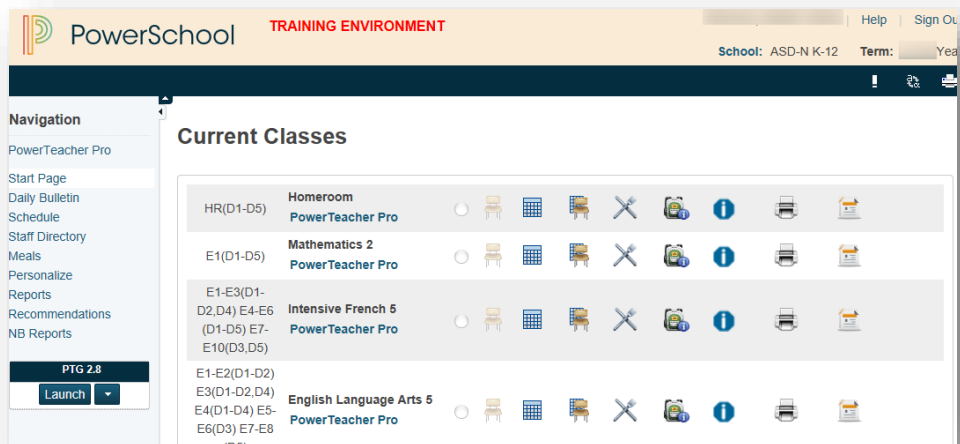 PowerSchool
TRAINING ENVIRONMENT
Help
Sign Ou
School: ASD-N K-12 Term: Yea
Navigation
PowerTeacher Pro
Start Page
Daily Bulletin
Schedule
Staff Directory
Meals
Personalize
Reports
Recommendations
NB Reports
PTG 2.8
Launch
Current Classes
HR(D1-D5)
Homeroom
PowerTeacher Pro
E1(D1-D5)
Mathematics 2
PowerTeacher Pro
E1-E3(D1-
D2,D4) E4-E6
(D1-D5) E7-
E10(D3,D5)
Intensive French 5
PowerTeacher Pro
E1-E2(D1-D2)
E3(D1-D2,D4)
E4(D1-D4) E5-
E6(D3) E7-E8
English Language Arts 5
PowerTeacher Pro